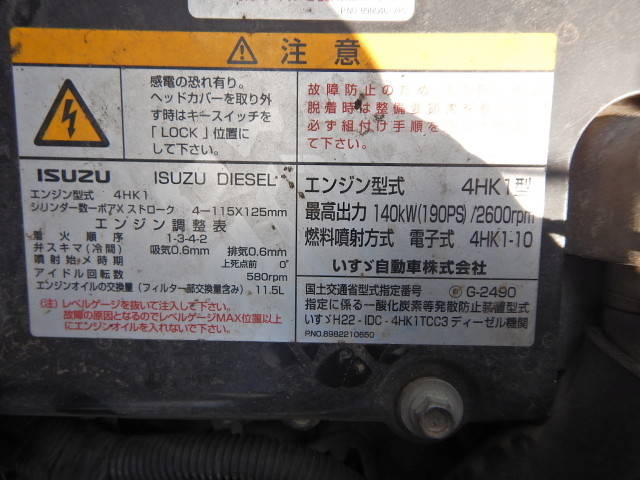 ⚠ 注意
感電の恐れ有り。
ヘッドカバーを取り外
す時はキースイッチを
「LOCK」位置に
して下さい。
故障防止のため
脱着時は整備
必ず組付け手順を
て下さい。
ISUZU ISUZU DIESEL
エンジン型式 4HK1
シリンダー数ーボアX ストローク 4ー115X125mm
エンジン調整表
着火順序 1-3-4-2
弁スキマ(冷間) 吸気0.6mm 排気0.6mm
噴射始メ時期 上死点前 0°
アイドル回転数 580rpm
エンジンオイルの交換量(フィルター部交換量含み) 11.5L
(注)レベルゲージを抜いて注入して下さい。
故障の原因となるのでレベルゲージMAX位置以上
にエンジンオイルを入れないで下さい。
エンジン型式 4HK1型
最高出力 140kW(190PS)/2600rpm
燃料噴射方式 電子式 4HK1-10
いすゞ自動車株式会社
国土交通省型式指定番号 G-2490
指定に係る一酸化炭素等発散防止装置型式
いすゞH22-IDC-4HK1TCC3ディーゼル機関
P.NO.8982210650